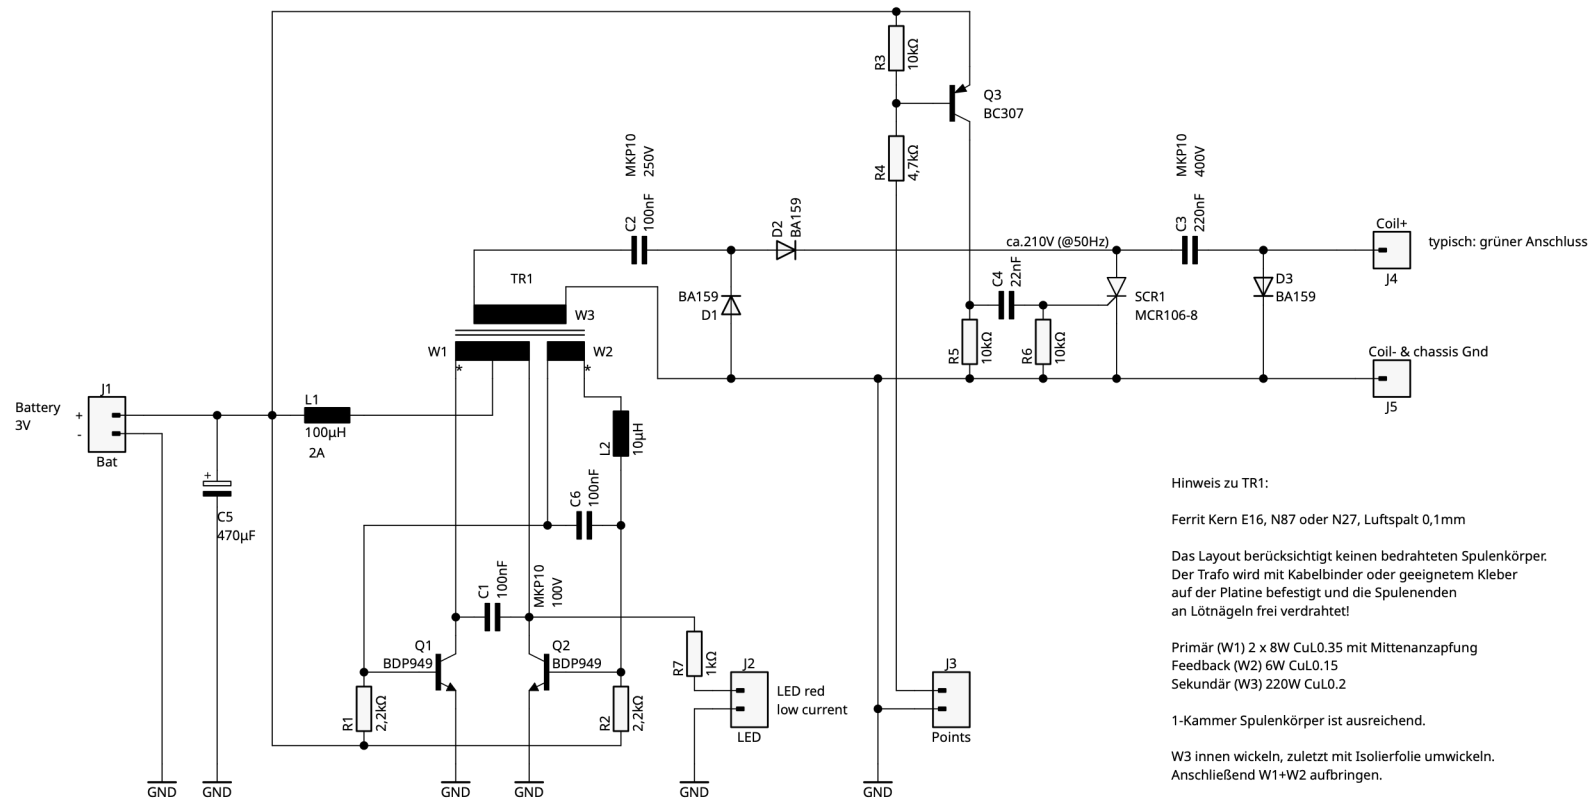 R3
10kΩ
Q3
BC307
R4
4,7kΩ
MKP10
250V
C2
100nF
D2
BA159
MKP10
400V
C3
220nF
ca.210V (@50Hz)
Coil+
J4
typisch: grüner Anschluss
TR1
W3
BA159
D1
C4
22nF
SCR1
MCR106-8
D3
BA159
R5
10kΩ
R6
10kΩ
W1
W2
*
*
Coil- & chassis Gnd
J5
J1
Battery
3V
+
-
Bat
L1
100µH
2A
L2
10µH
+
C5
470µF
C6
100nF
C1
100nF
MKP10
100V
Q1
BDP949
Q2
BDP949
R1
2,2kΩ
R2
2,2kΩ
R7
1kΩ
J2
LED red
low current
LED
J3
Points
GND
GND
GND
GND
GND
GND
Hinweis zu TR1:
Ferrit Kern E16, N87 oder N27, Luftspalt 0,1mm
Das Layout berücksichtigt keinen bedrahteten Spulenkörper.
Der Trafo wird mit Kabelbinder oder geeignetem Kleber
auf der Platine befestigt und die Spulenenden
an Lötnägeln frei verdrahtet!
Primär (W1) 2 x 8W CuL0.35 mit Mittenanzapfung
Feedback (W2) 6W CuL0.15
Sekundär (W3) 220W CuL0.2
1-Kammer Spulenkörper ist ausreichend.
W3 innen wickeln, zuletzt mit Isolierfolie umwickeln.
Anschließend W1+W2 aufbringen.